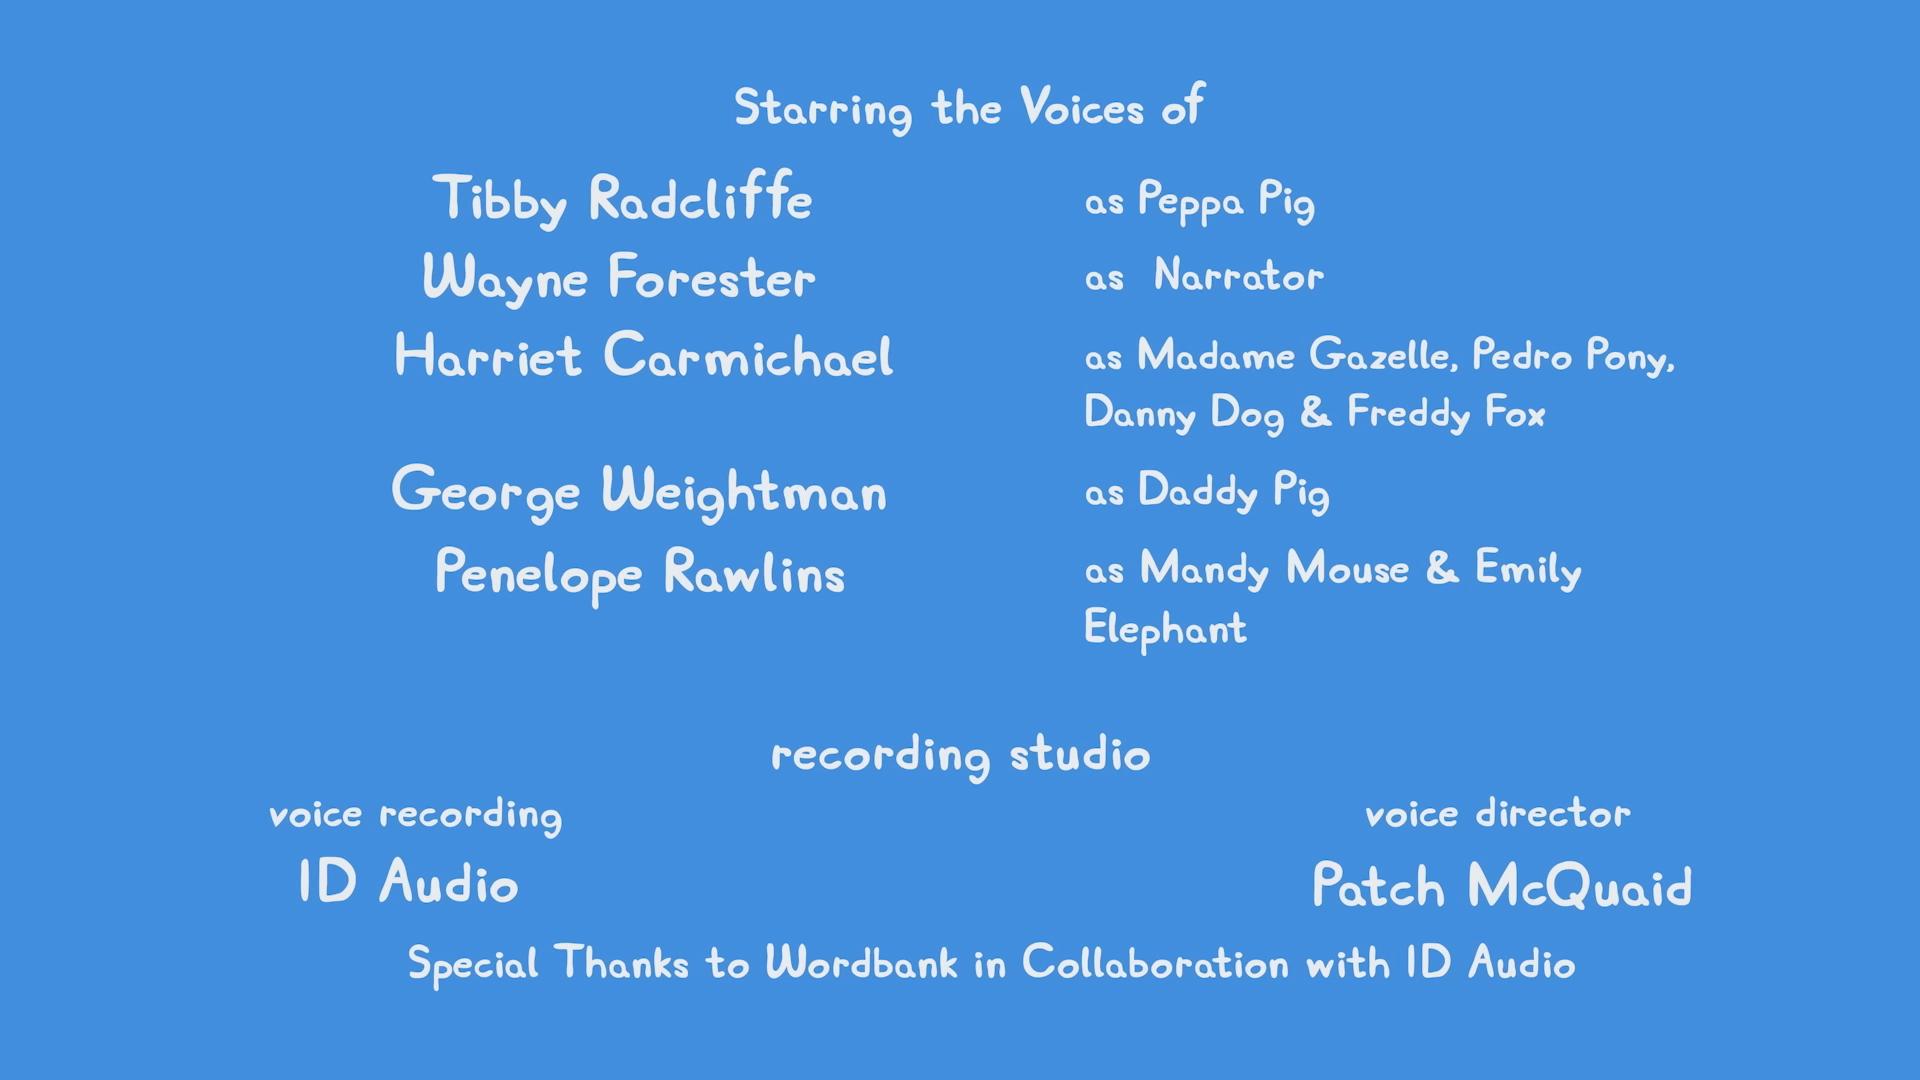 Starring the Voices of
Tibby Radcliffe as Peppa Pig
Wayne Forester as Narrator
Harriet Carmichael as Madame Gazelle, Pedro Pony,
Danny Dog & Freddy Fox
George Weightman as Daddy Pig
Penelope Rawlins as Mandy Mouse & Emily
Elephant
recording studio
voice recording voice director
ID Audio Patch McQuaid
Special Thanks to Wordbank in Collaboration with ID Audio